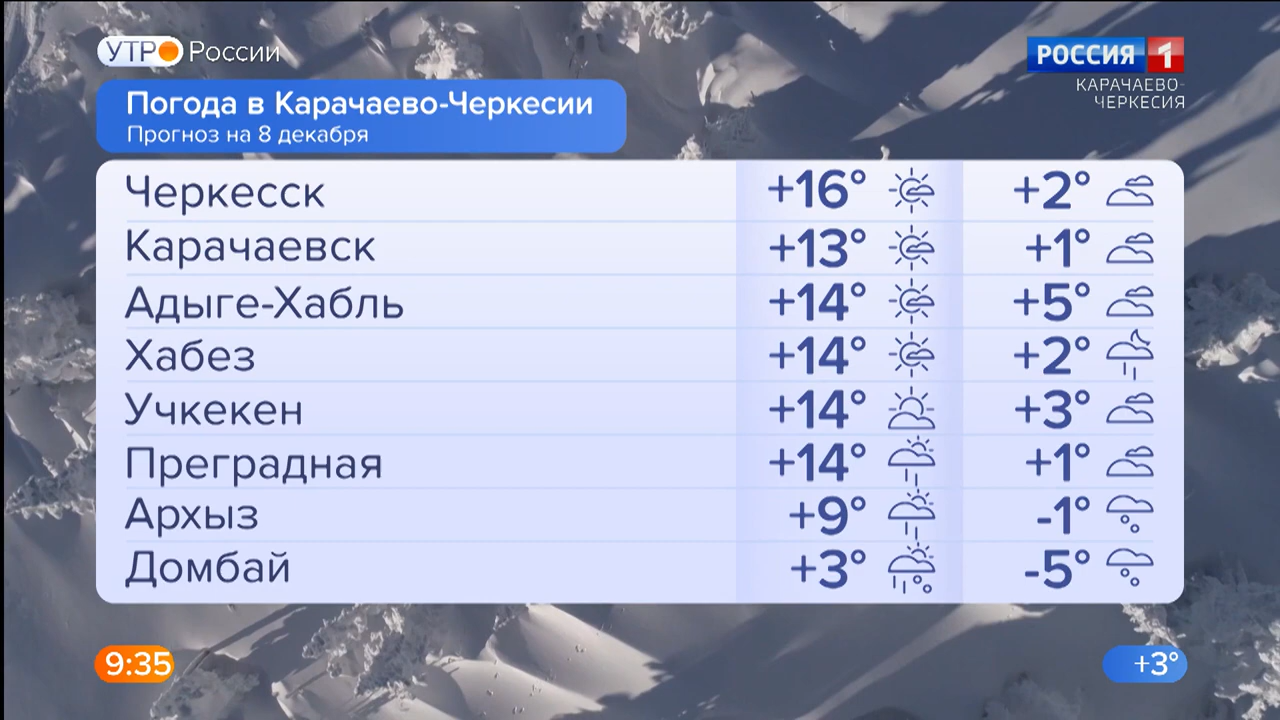 УТРО России
РОССИЯ 1
КАРАЧАЕВО-
ЧЕРКЕСИЯ
Погода в Карачаево-Черкесии
Прогноз на 8 декабря
Черкесск +16° +2°
Карачаевск +13° +1°
Адыге-Хабль +14° +5°
Хабез +14° +2°
Учкекен +14° +3°
Преградная +14° +1°
Архыз +9° -1°
Домбай +3° -5°
9:35 +3°